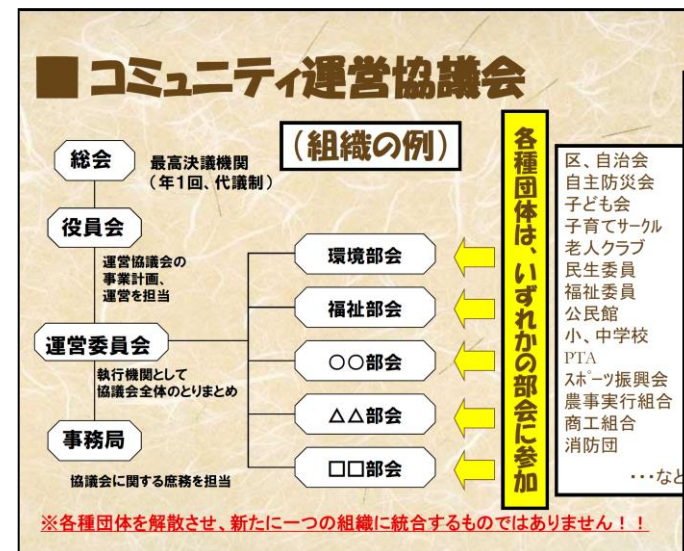 ■ コミュニティ運営協議会
(組織の例)
総会
最高決議機関
(年1回、代議制)
役員会
運営協議会の
事業計画、
運営を担当
運営委員会
執行機関として
協議会全体のとりまとめ
事務局
協議会に関する庶務を担当
環境部会
福祉部会
○○部会
△△部会
□□部会
各種団体は、いずれかの部会に参加
区、自治会
自主防災会
子ども会
子育てサークル
老人クラブ
民生委員
福祉委員
公民館
小、中学校
PTA
スポーツ振興会
農事実行組合
商工組合
消防団
・・・など
※各種団体を解散させ、新たに一つの組織に統合するものではありません！！